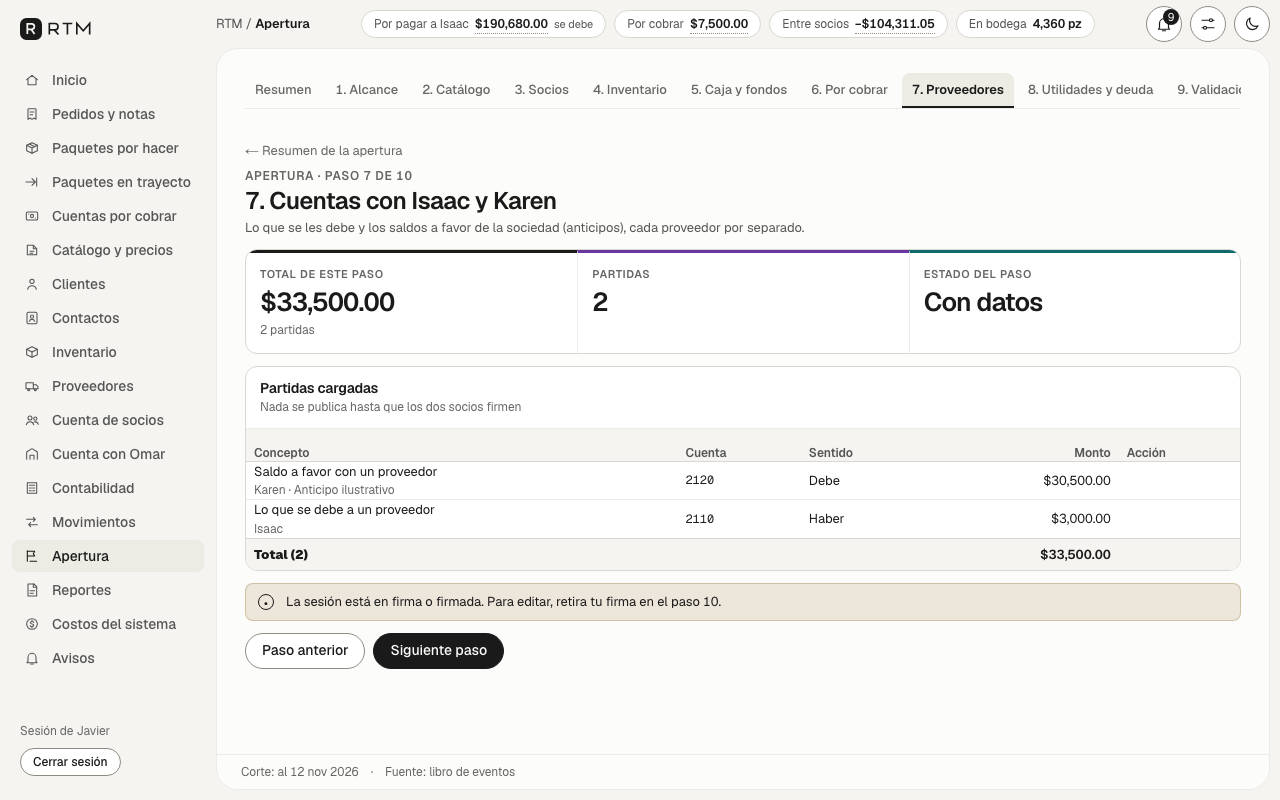 R RTM
RTM / Apertura
Por pagar a Isaac $190,680.00 se debe
Por cobrar $7,500.00
Entre socios −$104,311.05
En bodega 4,360 pz
9
Inicio
Pedidos y notas
Paquetes por hacer
Paquetes en trayecto
Cuentas por cobrar
Catálogo y precios
Clientes
Contactos
Inventario
Proveedores
Cuenta de socios
Cuenta con Omar
Contabilidad
Movimientos
Apertura
Reportes
Costos del sistema
Avisos
Sesión de Javier
Cerrar sesión
Resumen 1. Alcance 2. Catálogo 3. Socios 4. Inventario 5. Caja y fondos 6. Por cobrar 7. Proveedores 8. Utilidades y deuda 9. Validació
← Resumen de la apertura
APERTURA · PASO 7 DE 10
7. Cuentas con Isaac y Karen
Lo que se les debe y los saldos a favor de la sociedad (anticipos), cada proveedor por separado.
TOTAL DE ESTE PASO
$33,500.00
2 partidas
PARTIDAS
2
ESTADO DEL PASO
Con datos
Partidas cargadas
Nada se publica hasta que los dos socios firmen
Concepto Cuenta Sentido Monto Acción
Saldo a favor con un proveedor 2120 Debe $30,500.00
Karen · Anticipo ilustrativo
Lo que se debe a un proveedor 2110 Haber $3,000.00
Isaac
Total (2) $33,500.00
La sesión está en firma o firmada. Para editar, retira tu firma en el paso 10.
Paso anterior
Siguiente paso
Corte: al 12 nov 2026 · Fuente: libro de eventos